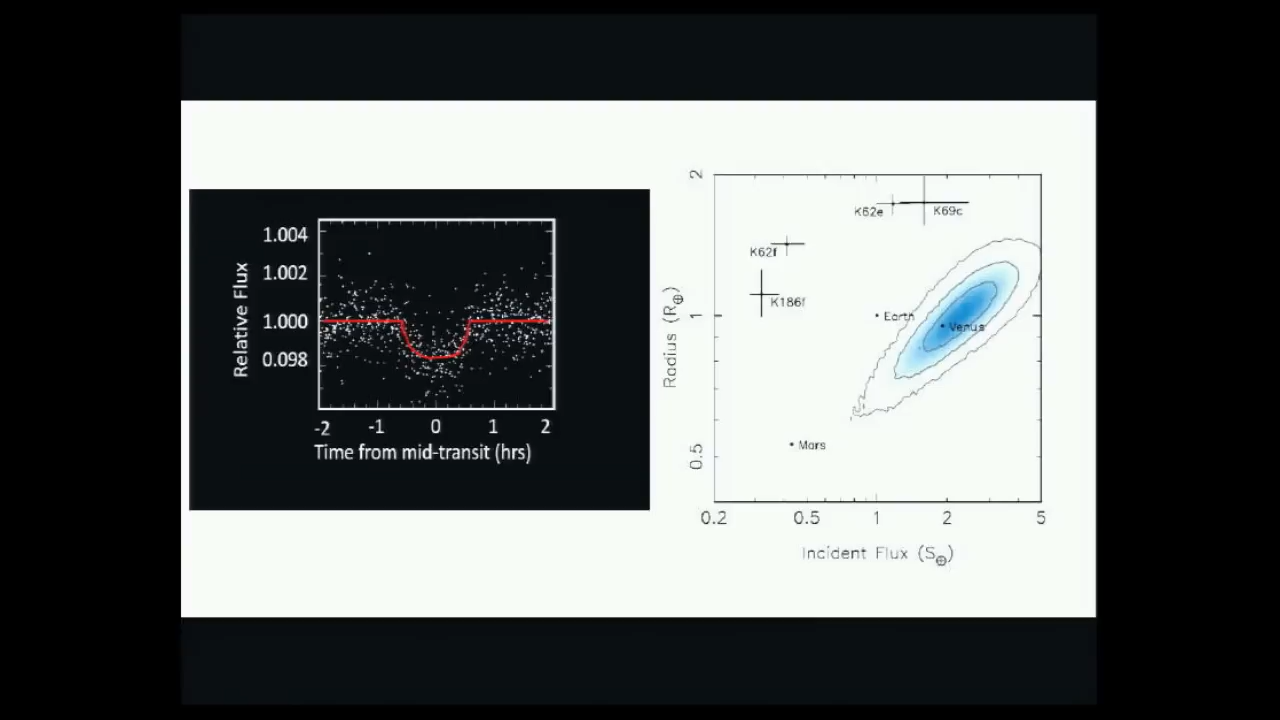 1.004
1.002
1.000
0.098
Relative Flux
-2 -1 0 1 2
Time from mid-transit (hrs)
2
1
0.5
Radius (R⊕)
K62e
K69c
K62f
K186f
Earth
Venus
Mars
0.2 0.5 1 2 5
Incident Flux (S⊕)